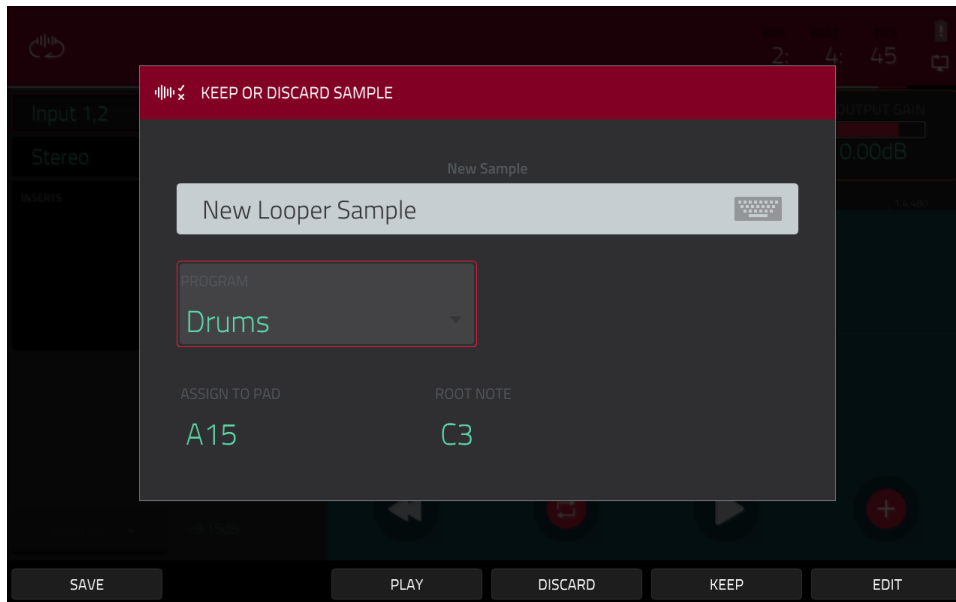 2: 4: 45
KEEP OR DISCARD SAMPLE
Input 1,2
OUTPUT GAIN
Stereo
0.00dB
New Sample
INSERTS
New Looper Sample
PROGRAM
Drums
ASSIGN TO PAD
ROOT NOTE
A15
C3
SAVE
PLAY
DISCARD
KEEP
EDIT